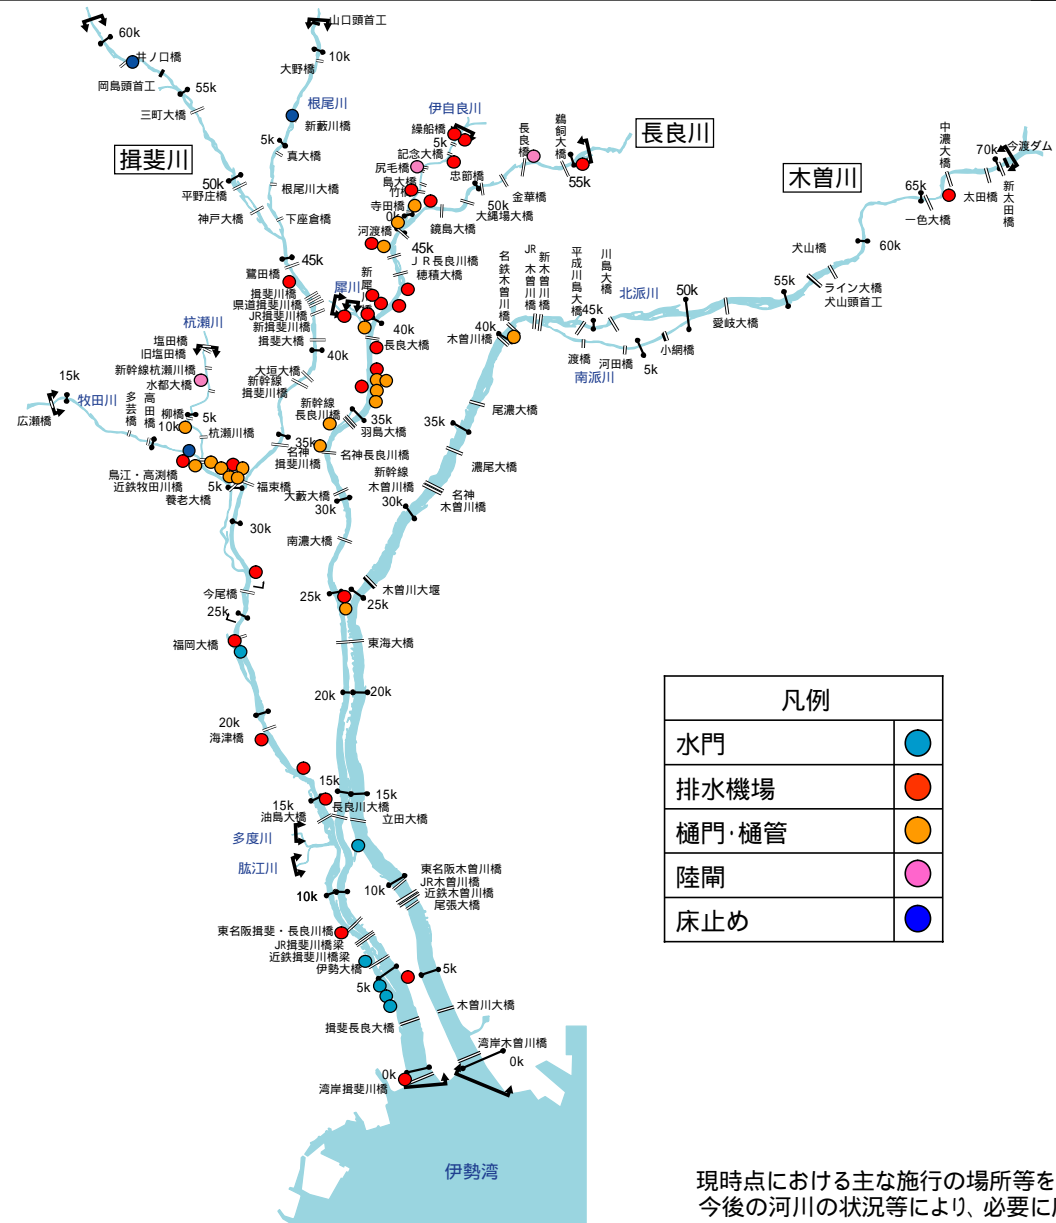 60k
井ノ口橋
岡島頭首工
55k
三町大橋
揖斐川
50k
平野庄橋
神戸大橋
山口頭首工
10k
大野橋
根尾川
新藪川橋
5k
真大橋
根尾川大橋
下座倉橋
45k
鷺田橋
揖斐川橋
県道揖斐川橋
JR揖斐川橋
新揖斐川橋
揖斐大橋
40k
大垣大橋
新幹線
揖斐川橋
35k
名神
揖斐川橋
伊自良川
繰船橋
5k
記念大橋
尻毛橋
島大橋
竹橋
寺田橋
0k
河渡橋
忠節橋
長良橋
鵜飼大橋
長良川
55k
金華橋
50k
大縄場大橋
鏡島大橋
45k
JR長良川橋
穂積大橋
犀川
40k
長良大橋
新幹線
長良川橋
35k
羽島大橋
名神長良川橋
大藪大橋
30k
南濃大橋
25k
木曽川
中濃大橋
70k
今渡ダム
新太田橋
太田橋
65k
一色大橋
60k
犬山橋
ライン大橋
犬山頭首工
55k
愛岐大橋
50k
北派川
川島大橋
平成川島大橋
45k
新木曽川橋
JR木曽川橋
名鉄木曽川橋
渡橋
河田橋
小網橋
5k
南派川
40k
木曽川橋
尾濃大橋
35k
濃尾大橋
新幹線
木曽川橋
名神
木曽川橋
30k
木曽川大堰
25k
東海大橋
20k
20k
杭瀬川
塩田橋
旧塩田橋
新幹線杭瀬川橋
水都大橋
柳橋
5k
杭瀬川橋
15k
牧田川
広瀬橋
多芸橋
高田橋
10k
烏江・高渕橋
近鉄牧田川橋
養老大橋
5k
福束橋
30k
今尾橋
25k
福岡大橋
20k
海津橋
15k
油島大橋
15k
長良川大橋
15k
立田大橋
多度川
肱江川
10k
10k
東名阪木曽川橋
JR木曽川橋
近鉄木曽川橋
尾張大橋
東名阪揖斐・長良川橋
JR揖斐川橋梁
近鉄揖斐川橋梁
伊勢大橋
5k
5k
木曽川大橋
揖斐長良大橋
湾岸木曽川橋
0k
0k
湾岸揖斐川橋
伊勢湾
凡例
水門
排水機場
樋門・樋管
陸閘
床止め
現時点における主な施行の場所等を
今後の河川の状況等により、必要に